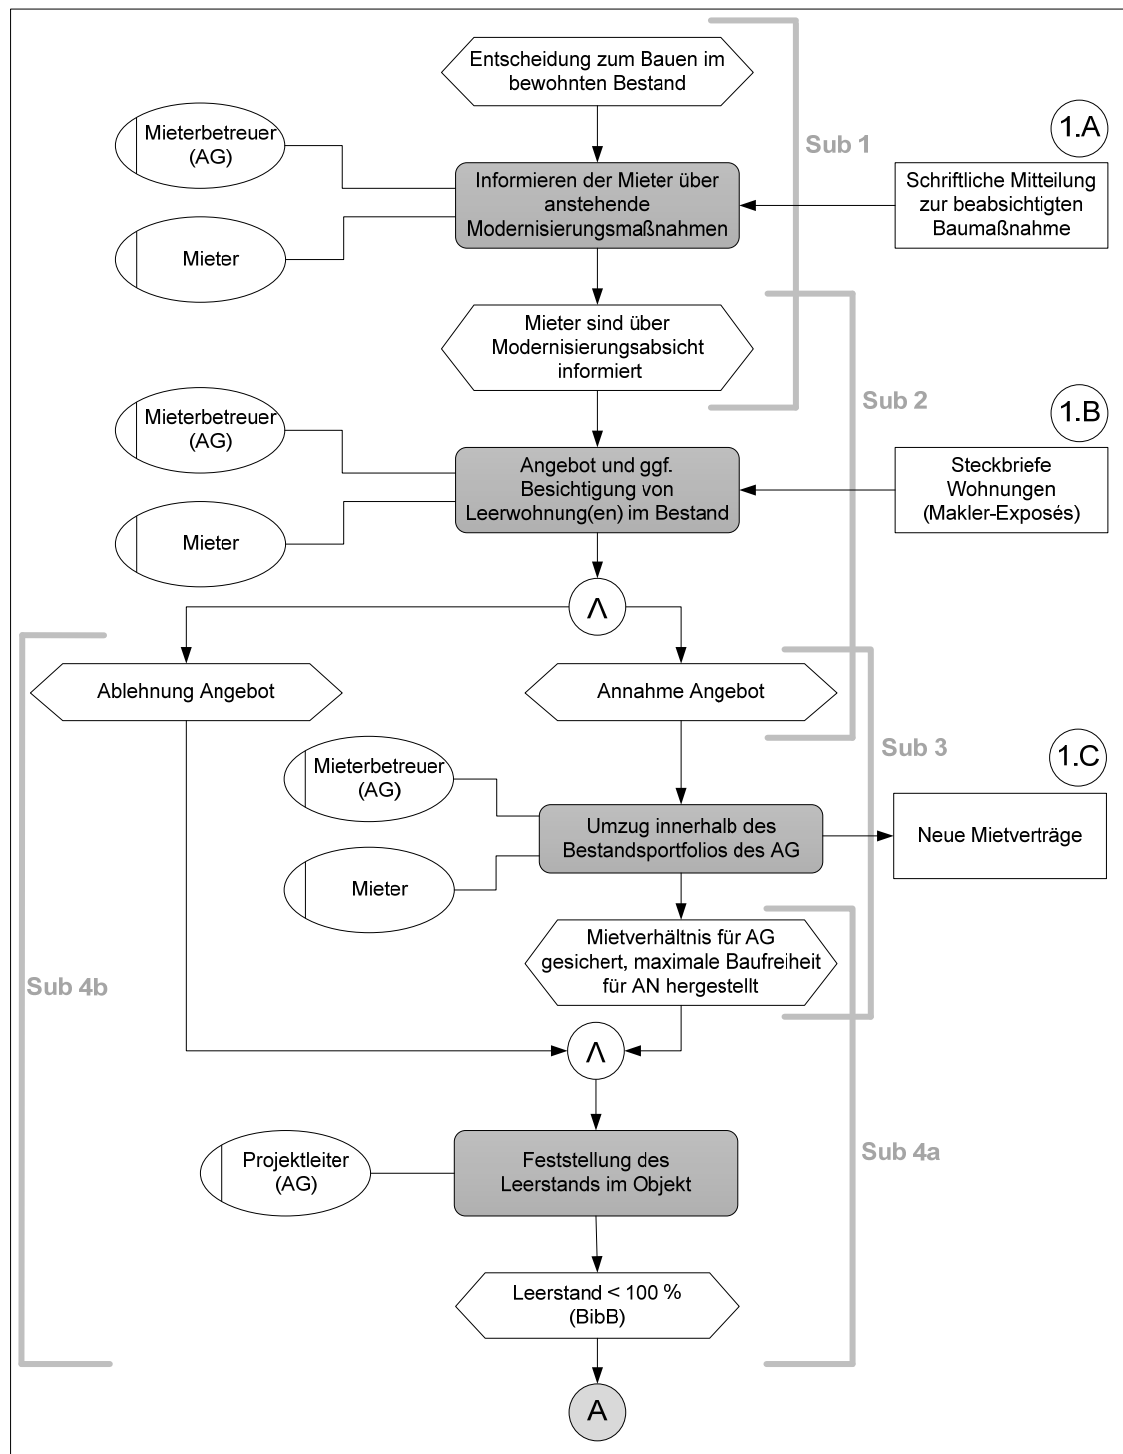 Entscheidung zum Bauen im
bewohnten Bestand
Sub 1
1.A
Mieterbetreuer
(AG)
Informieren der Mieter über
anstehende
Modernisierungsmaßnahmen
Schriftliche Mitteilung
zur beabsichtigten
Baumaßnahme
Mieter
Mieter sind über
Modernisierungsabsicht
informiert
Sub 2
1.B
Mieterbetreuer
(AG)
Angebot und ggf.
Besichtigung von
Leerwohnung(en) im Bestand
Steckbriefe
Wohnungen
(Makler-Exposés)
Mieter
Λ
Ablehnung Angebot
Annahme Angebot
Sub 3
1.C
Mieterbetreuer
(AG)
Umzug innerhalb des
Bestandsportfolios des AG
Neue Mietverträge
Mieter
Mietverhältnis für AG
gesichert, maximale Baufreiheit
für AN hergestellt
Sub 4b
Λ
Sub 4a
Projektleiter
(AG)
Feststellung des
Leerstands im Objekt
Leerstand < 100 %
(BibB)
A